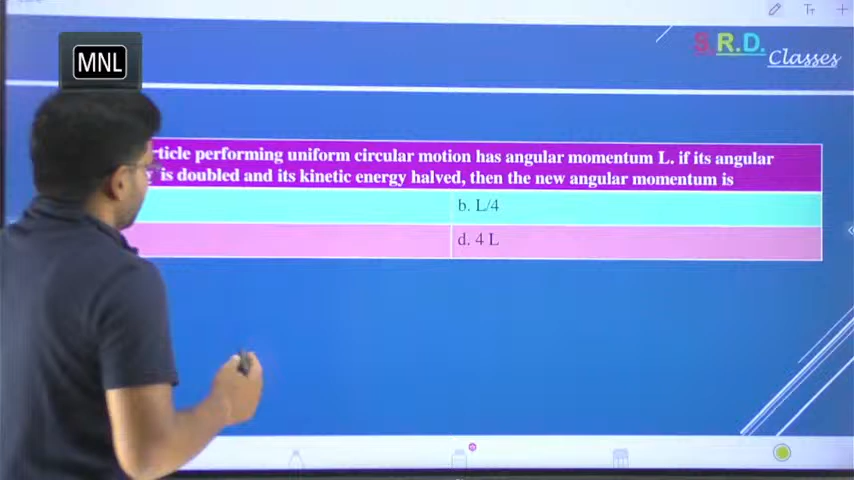 MNL
S.R.D.
Classes
performing uniform circular motion has angular momentum L. if its angular
is doubled and its kinetic energy halved, then the new angular momentum is
b. L/4
d. 4 L